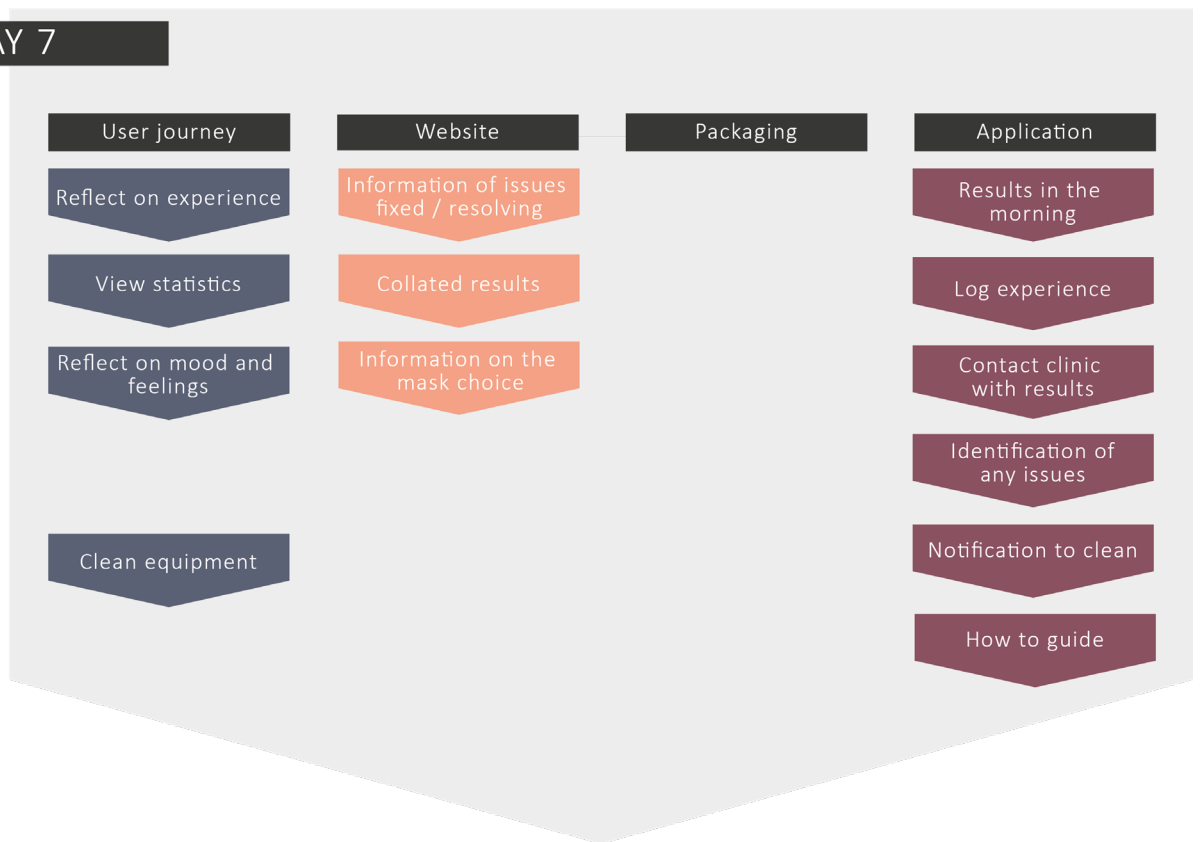 AY 7
User journey
Website
Packaging
Application
Reflect on experience
View statistics
Reflect on mood and
feelings
Clean equipment
Information of issues
fixed / resolving
Collated results
Information on the
mask choice
Results in the
morning
Log experience
Contact clinic
with results
Identification of
any issues
Notification to clean
How to guide